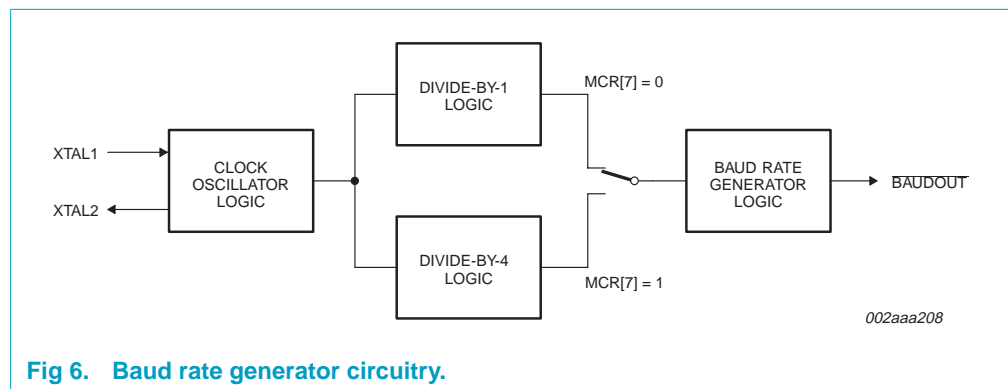 DIVIDE-BY-1
LOGIC
MCR[7] = 0
XTAL1
XTAL2
CLOCK
OSCILLATOR
LOGIC
BAUD RATE
GENERATOR
LOGIC
BAUDOUT
DIVIDE-BY-4
LOGIC
MCR[7] = 1
002aaa208
Fig 6. Baud rate generator circuitry.